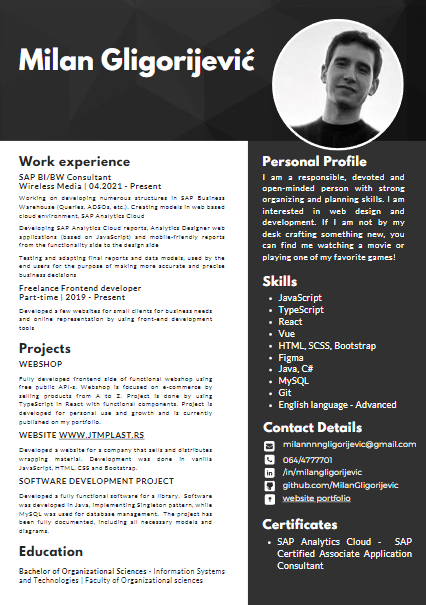 Milan Gligorijević
Work experience
SAP BI/BW Consultant
Wireless Media | 04.2021 - Present
Working on developing numerous structures in SAP Business
Warehouse (Queries, ADSOs, etc.). Creating models in web based
cloud environment, SAP Analytics Cloud
Developing SAP Analytics Cloud reports, Analytics Designer web
applications (based on JavaScript) and mobile-friendly reports
from the functionality side to the design side
Testing and adapting final reports and data models, used by the
end users for the purpose of making more accurate and precise
business decisions
Freelance Frontend developer
Part-time | 2019 - Present
Developed a few websites for small clients for business needs
and online representation by using front-end development
tools
Projects
WEBSHOP
Fully developed frontend side of functional webshop using
free public API-s. Webshop is focused on e-commerce by
selling products from A to Z. Project is done by using
TypeScript in React with functional components. Project is
developed for personal use and growth and is currently
published on my portfolio.
WEBSITE WWW.JTMPLAST.RS
Developed a website for a company that sells and distributes
wrapping material. Development was done in vanilla
JavaScript, HTML, CSS and Bootstrap.
SOFTWARE DEVELOPMENT PROJECT
Developed a fully functional software for a library. Software
was developed in Java, implementing Singleton pattern, while
MySQL was used for database management. The project has
been fully documented, including all necessary models and
diagrams.
Education
Bachelor of Organizational Sciences - Information Systems
and Technologies | Faculty of Organizational sciences
Personal Profile
I am a responsible, devoted and
open-minded person with strong
organizing and planning skills. I am
interested in web design and
development. If I am not by my
desk crafting something new, you
can find me watching a movie or
playing one of my favorite games!
Skills
• JavaScript
• TypeScript
• React
• Vue
• HTML, SCSS, Bootstrap
• Figma
• Java, C#
• MySQL
• Git
• English language - Advanced
Contact Details
milannnngligorijevic@gmail.com
064/4777701
/in/milangligorijevic
github.com/MilanGligorijevic
website portfolio
Certificates
• SAP Analytics Cloud - SAP
Certified Associate Application
Consultant